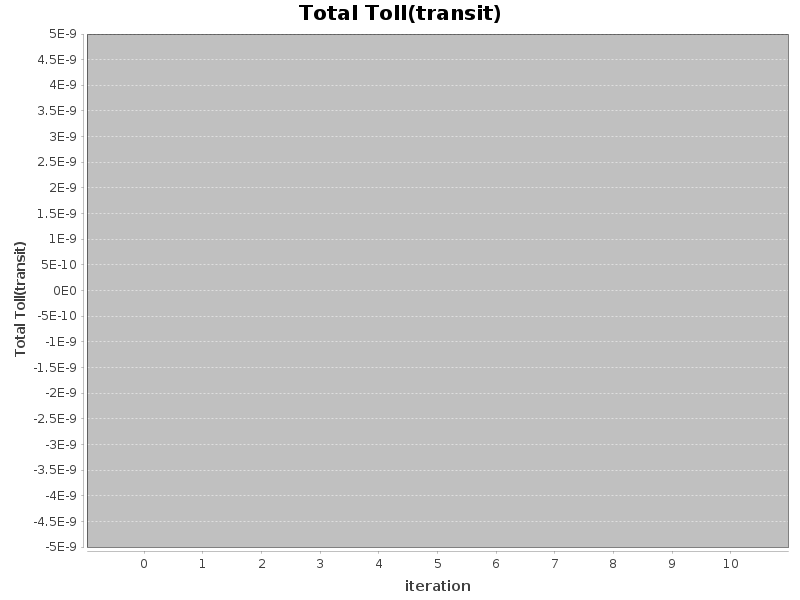 Total Toll(transit)
5E-9
4.5E-9
4E-9
3.5E-9
3E-9
2.5E-9
2E-9
1.5E-9
1E-9
5E-10
0E0
-5E-10
-1E-9
-1.5E-9
-2E-9
-2.5E-9
-3E-9
-3.5E-9
-4E-9
-4.5E-9
-5E-9
Total Toll(transit)
0 1 2 3 4 5 6 7 8 9 10
iteration